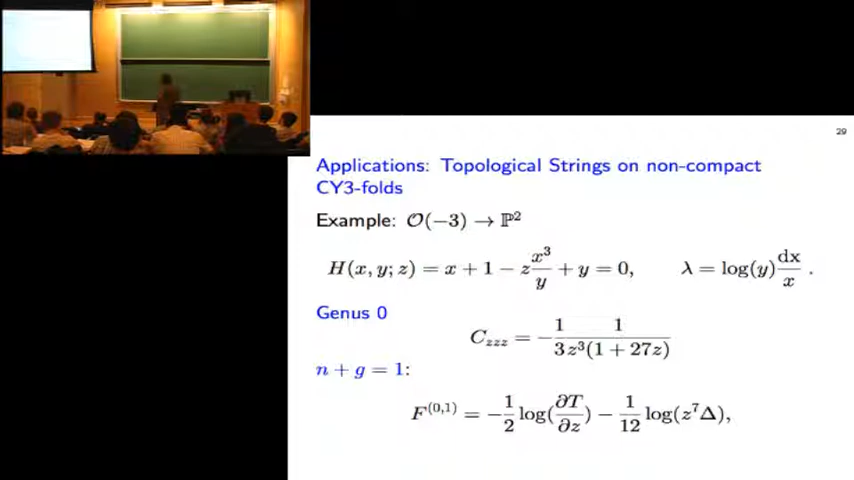 29
Applications: Topological Strings on non-compact
CY3-folds
Example: 𝒪(−3) → ℙ²
H(x, y; z) = x + 1 − z x³/y + y = 0, λ = log(y) dx/x .
Genus 0
C_zzz = − 1/3 1/(z³(1 + 27z))
n + g = 1:
F^(0,1) = − 1/2 log(∂T/∂z) − 1/12 log(z⁷Δ),